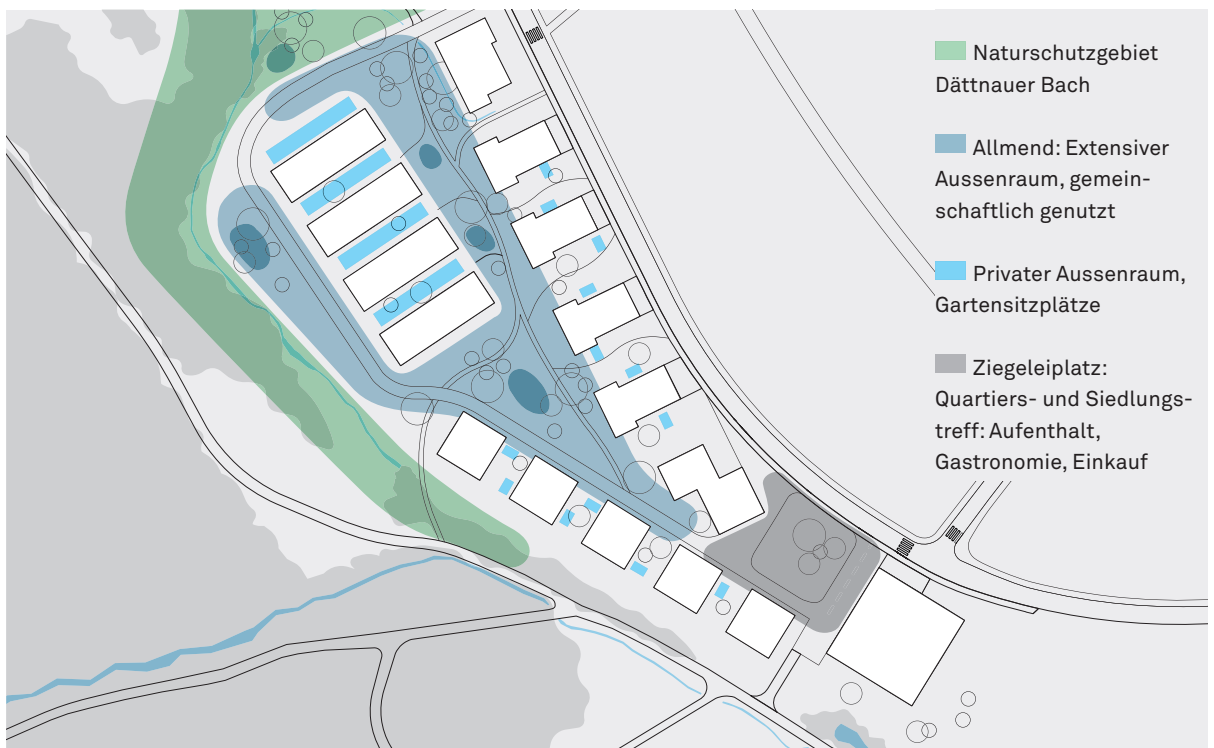 Naturschutzgebiet
Dättnauer Bach
Allmend: Extensiver
Aussenraum, gemein-
schaftlich genutzt
Privater Aussenraum,
Gartensitzplätze
Ziegeleiplatz:
Quartiers- und Siedlungs-
treff: Aufenthalt,
Gastronomie, Einkauf